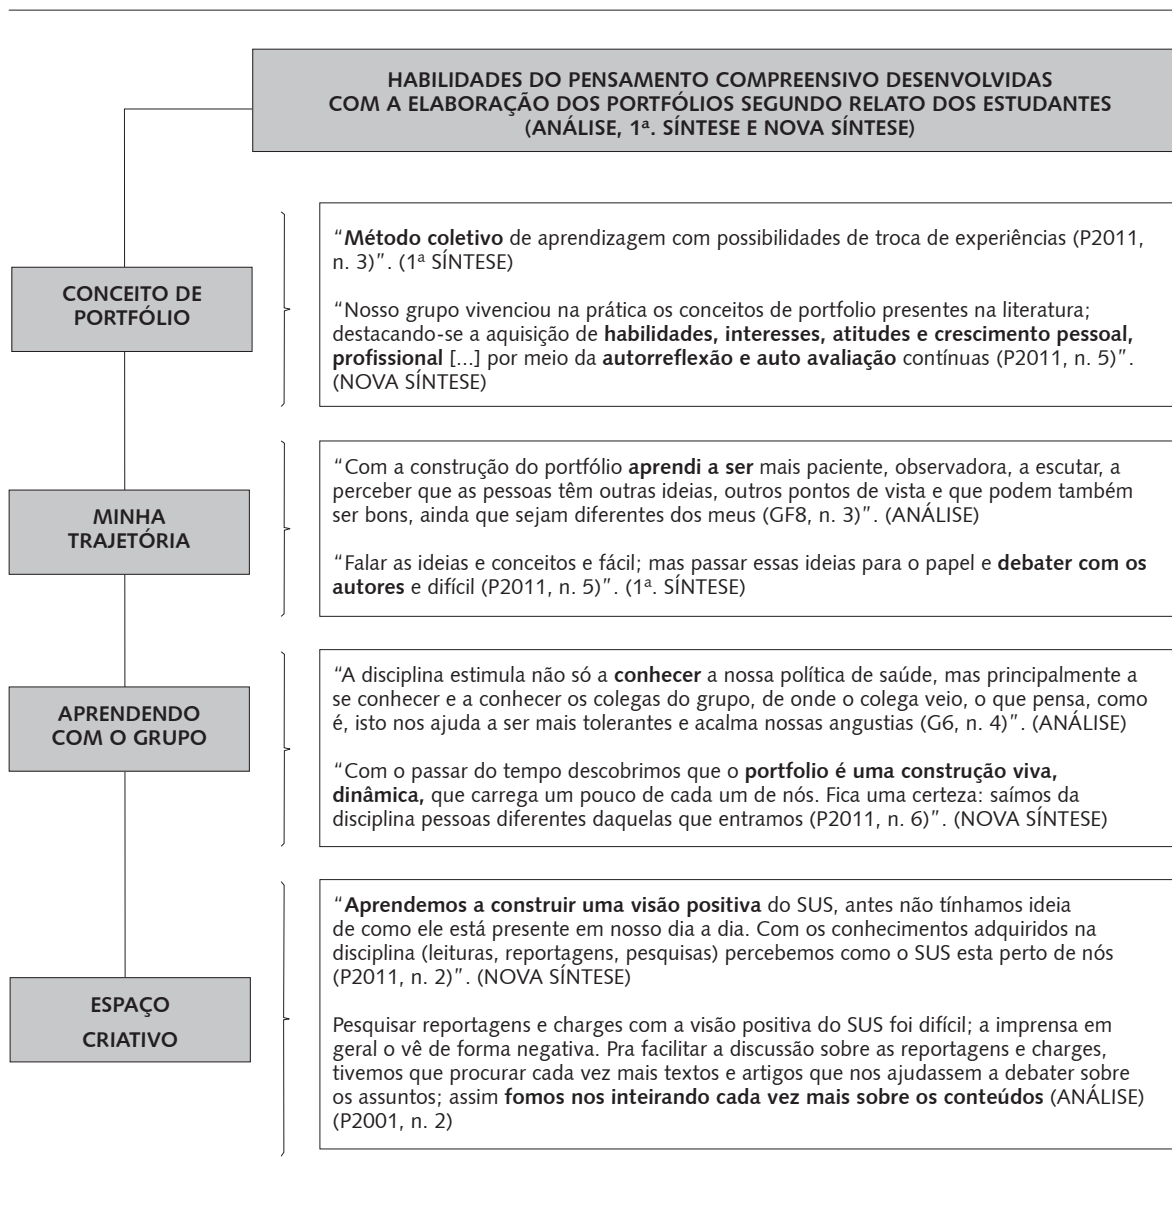 HABILIDADES DO PENSAMENTO COMPREENSIVO DESENVOLVIDAS
COM A ELABORAÇÃO DOS PORTFÓLIOS SEGUNDO RELATO DOS ESTUDANTES
(ANÁLISE, 1ª. SÍNTESE E NOVA SÍNTESE)
CONCEITO DE
PORTFÓLIO
“Método coletivo de aprendizagem com possibilidades de troca de experiências (P2011,
n. 3)”. (1ª SÍNTESE)
“Nosso grupo vivenciou na prática os conceitos de portfolio presentes na literatura;
destacando-se a aquisição de habilidades, interesses, atitudes e crescimento pessoal,
profissional [...] por meio da autorreflexão e auto avaliação contínuas (P2011, n. 5)”.
(NOVA SÍNTESE)
MINHA
TRAJETÓRIA
“Com a construção do portfólio aprendi a ser mais paciente, observadora, a escutar, a
perceber que as pessoas têm outras ideias, outros pontos de vista e que podem também
ser bons, ainda que sejam diferentes dos meus (GF8, n. 3)”. (ANÁLISE)
“Falar as ideias e conceitos e fácil; mas passar essas ideias para o papel e debater com os
autores e difícil (P2011, n. 5)”. (1ª. SÍNTESE)
APRENDENDO
COM O GRUPO
“A disciplina estimula não só a conhecer a nossa política de saúde, mas principalmente a
se conhecer e a conhecer os colegas do grupo, de onde o colega veio, o que pensa, como
é, isto nos ajuda a ser mais tolerantes e acalma nossas angustias (G6, n. 4)”. (ANÁLISE)
“Com o passar do tempo descobrimos que o portfolio é uma construção viva,
dinâmica, que carrega um pouco de cada um de nós. Fica uma certeza: saímos da
disciplina pessoas diferentes daquelas que entramos (P2011, n. 6)”. (NOVA SÍNTESE)
ESPAÇO
CRIATIVO
“Aprendemos a construir uma visão positiva do SUS, antes não tínhamos ideia
de como ele está presente em nosso dia a dia. Com os conhecimentos adquiridos na
disciplina (leituras, reportagens, pesquisas) percebemos como o SUS esta perto de nós
(P2011, n. 2)”. (NOVA SÍNTESE)
Pesquisar reportagens e charges com a visão positiva do SUS foi difícil; a imprensa em
geral o vê de forma negativa. Pra facilitar a discussão sobre as reportagens e charges,
tivemos que procurar cada vez mais textos e artigos que nos ajudassem a debater sobre
os assuntos; assim fomos nos inteirando cada vez mais sobre os conteúdos (ANÁLISE)
(P2001, n. 2)